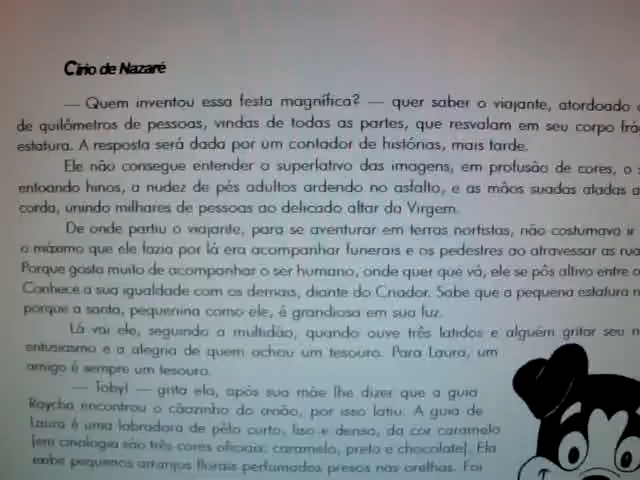 Círio de Nazaré
— Quem inventou essa festa magnífica? — quer saber o viajante, atordoado
de quilômetros de pessoas, vindas de todas as partes, que resvalam em seu corpo
estatura. A resposta será dada por um contador de histórias, mais tarde.
Ele não consegue entender o superlativo das imagens, em profusão de cores, o
entoando hinos, a nudez de pés adultos ardendo no asfalto, e as mãos suadas atadas
corda, unindo milhares de pessoas ao delicado altar da Virgem.
De onde partiu o viajante, para se aventurar em terras nortistas, não costumava ir
o máximo que ele fazia por lá era acompanhar funerais e os pedestres ao atravessar as
Porque gosta muito de acompanhar o ser humano, onde quer que vá, ele se pôs altivo entre
Conhece a sua igualdade com os demais, diante do Criador. Sabe que a pequena estatura
porque a santa, pequenina como ele, é grandiosa em sua luz.
Lá vai ele, seguindo a multidão, quando ouve três latidos e alguém gritar seu
entusiasmo e a alegria de quem achou um tesouro. Para Laura, um
amigo é sempre um tesouro.
— Toby! — grita ela, após sua mãe lhe dizer que a guia
Raycha encontrou o cãozinho do avão, por isso latiu. A guia de
Laura é uma labradora de pêlo curto, liso e denso, da cor caramelo
(em cinologia são três cores oficiais: caramelo, preto e chocolate). Ela
exibe pequenos arranjos florais perfumados presos nas orelhas. Foi